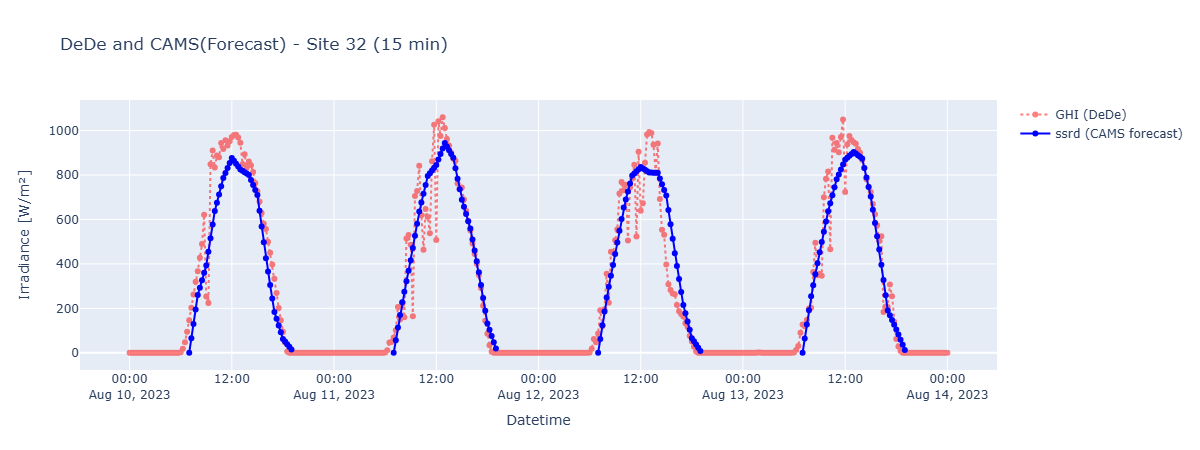 DeDe and CAMS(Forecast) - Site 32 (15 min)
GHI (DeDe)
ssrd (CAMS forecast)
Irradiance [W/m²]
1000
800
600
400
200
0
00:00 12:00 00:00 12:00 00:00 12:00 00:00 12:00 00:00
Aug 10, 2023 Aug 11, 2023 Aug 12, 2023 Aug 13, 2023 Aug 14, 2023
Datetime